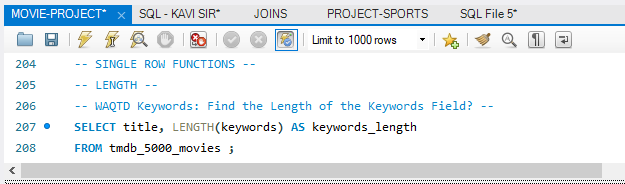 MOVIE-PROJECT* SQL - KAVI SIR* JOINS PROJECT-SPORTS SQL File 5*
Limit to 1000 rows
204 -- SINGLE ROW FUNCTIONS --
205 -- LENGTH --
206 -- WAQTD Keywords: Find the Length of the Keywords Field? --
207 SELECT title, LENGTH(keywords) AS keywords_length
208 FROM tmdb_5000_movies ;